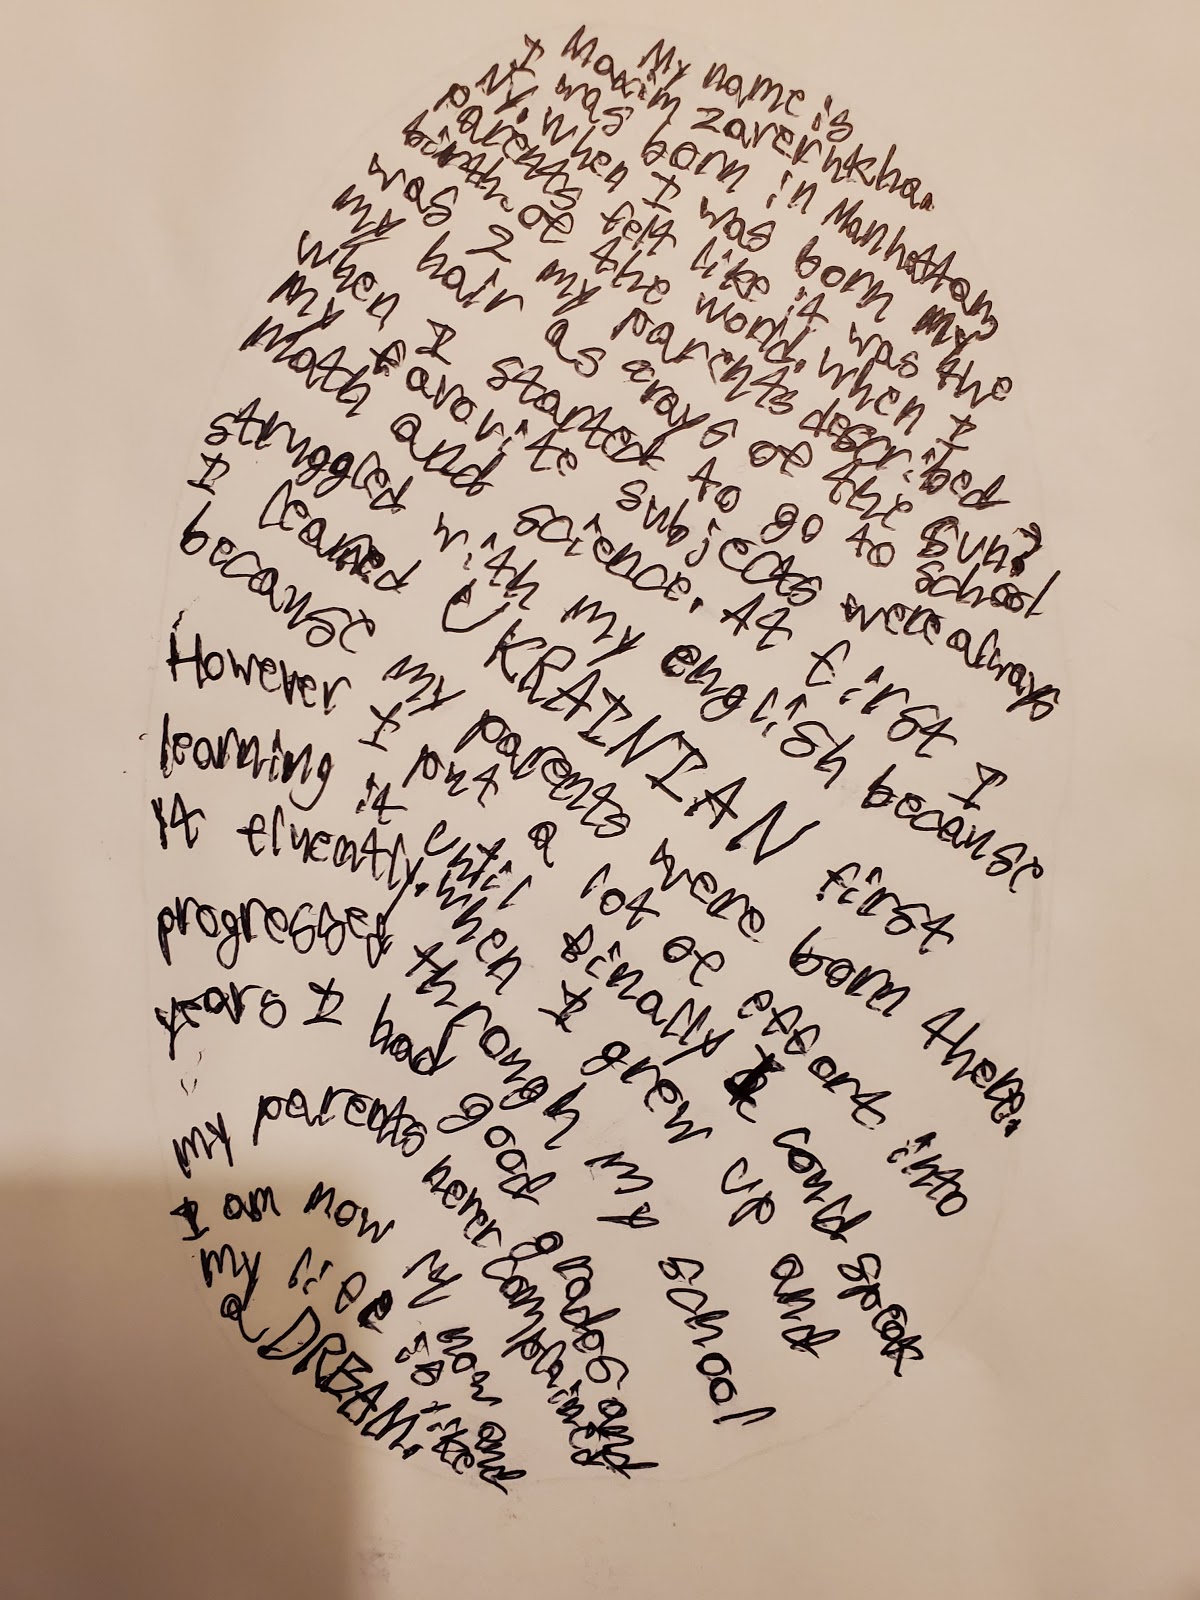 My name is
Maxim Zaverukha.
I was born in Manhattan,
NY. when I was born my
parents felt like it was the
birth of the world. when I
was 2 my parents described
my hair as srays of the sun?
when I started to go to school
my favorite subjects were always
math and science. At first I
struggled with my english because
I learned UKRAINIAN first
because my parents were born there.
However I put a lot of effort into
learning it until finally I could speak
it fluently. when I grew up and
progressed through my school
years I had good grades and
my parents never complained
I am now 14 now and
my life is liked
a DREAM.